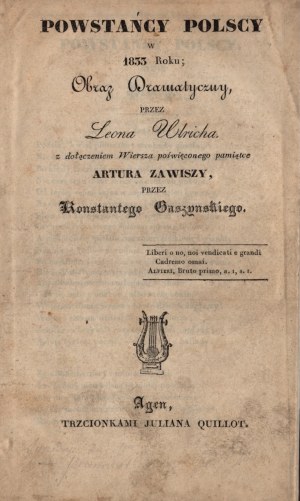 POWSTAŃCY POLSCY
W
1833 Roku;
Obraz Dramatyczny,
PRZEZ
Leona Ulricha.
z dołączeniem Wiersza poświęconego pamiątce
ARTURA ZAWISZY,
PRZEZ
Konstantego Gaszynskiego.
Liberi o no, noi vendicati e grandi
Cadremo omai.
ALFIERI, Bruto primo, a. 1, s. 1.
Agen,
TRZCIONKAMI JULIANA QUILLOT.